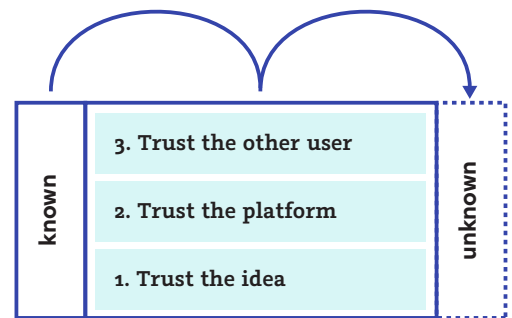 known
3. Trust the other user
2. Trust the platform
1. Trust the idea
unknown